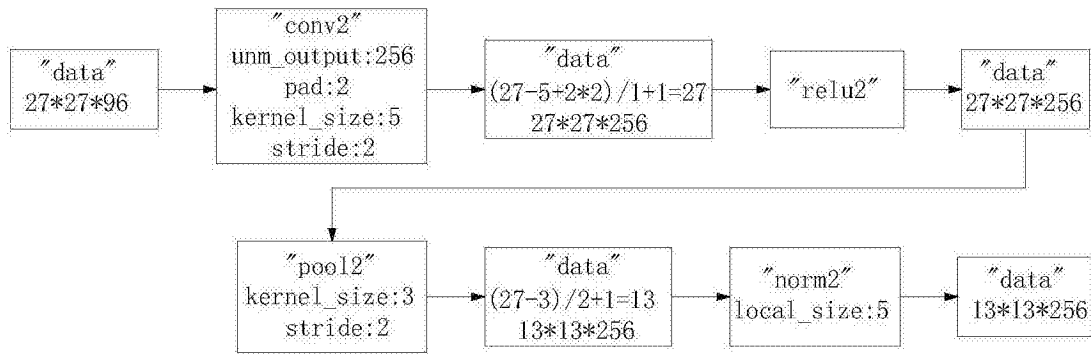 "data"
27*27*96
"conv2"
unm_output:256
pad:2
kernel_size:5
stride:2
"data"
(27-5+2*2)/1+1=27
27*27*256
"relu2"
"data"
27*27*256
"pool2"
kernel_size:3
stride:2
"data"
(27-3)/2+1=13
13*13*256
"norm2"
local_size:5
"data"
13*13*256